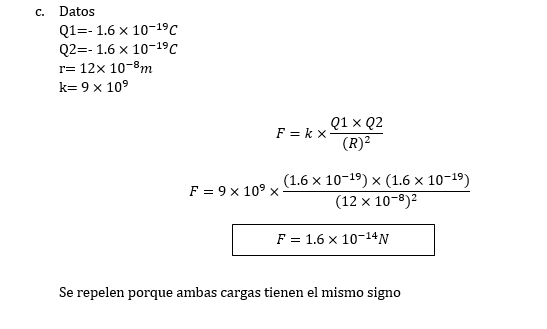 c. Datos
Q1=- 1.6 × 10⁻¹⁹C
Q2=- 1.6 × 10⁻¹⁹C
r= 12× 10⁻⁸m
k= 9 × 10⁹
F = k × Q1 × Q2 / (R)²
F = 9 × 10⁹ × (1.6 × 10⁻¹⁹) × (1.6 × 10⁻¹⁹) / (12 × 10⁻⁸)²
F = 1.6 × 10⁻¹⁴N
Se repelen porque ambas cargas tienen el mismo signo